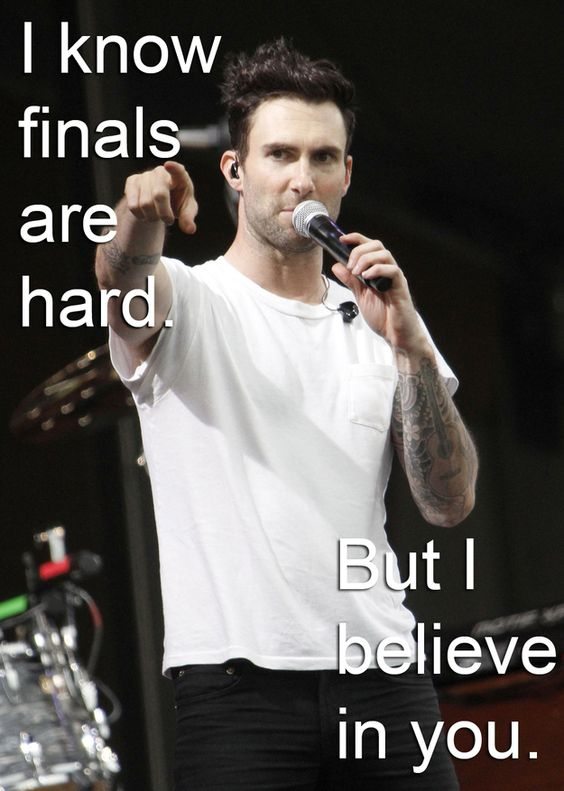 I know
finals
are
hard.
But I
believe
in you.